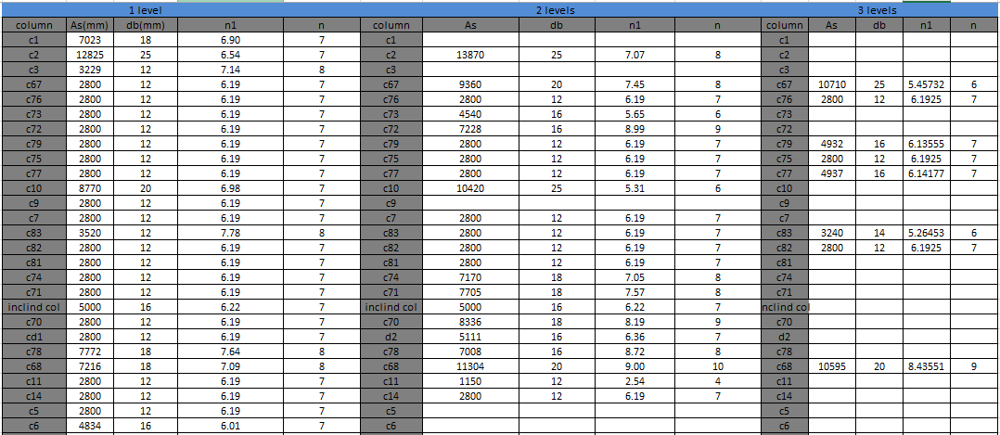 1 level 2 levels 3 levels
column As(mm) db(mm) n1 n column As db n1 n column As db n1 n
c1 7023 18 6.90 7 c1 c1
c2 12825 25 6.54 7 c2 13870 25 7.07 8 c2
c3 3229 12 7.14 8 c3 c3
c67 2800 12 6.19 7 c67 9360 20 7.45 8 c67 10710 25 5.45732 6
c76 2800 12 6.19 7 c76 2800 12 6.19 7 c76 2800 12 6.1925 7
c73 2800 12 6.19 7 c73 4540 16 5.65 6 c73
c72 2800 12 6.19 7 c72 7228 16 8.99 9 c72
c79 2800 12 6.19 7 c79 2800 12 6.19 7 c79 4932 16 6.13555 7
c75 2800 12 6.19 7 c75 2800 12 6.19 7 c75 2800 12 6.1925 7
c77 2800 12 6.19 7 c77 2800 12 6.19 7 c77 4937 16 6.14177 7
c10 8770 20 6.98 7 c10 10420 25 5.31 6 c10
c9 2800 12 6.19 7 c9 c9
c7 2800 12 6.19 7 c7 2800 12 6.19 7 c7
c83 3520 12 7.78 8 c83 2800 12 6.19 7 c83 3240 14 5.26453 6
c82 2800 12 6.19 7 c82 2800 12 6.19 7 c82 2800 12 6.1925 7
c81 2800 12 6.19 7 c81 2800 12 6.19 7 c81
c74 2800 12 6.19 7 c74 7170 18 7.05 8 c74
c71 2800 12 6.19 7 c71 7705 18 7.57 8 c71
inclind col 5000 16 6.22 7 inclind col 5000 16 6.22 7 nclind col
c70 2800 12 6.19 7 c70 8336 18 8.19 9 c70
cd1 2800 12 6.19 7 d2 5111 16 6.36 7 d2
c78 7772 18 7.64 8 c78 7008 16 8.72 8 c78
c68 7216 18 7.09 8 c68 11304 20 9.00 10 c68 10595 20 8.43551 9
c11 2800 12 6.19 7 c11 1150 12 2.54 4 c11
c14 2800 12 6.19 7 c14 2800 12 6.19 7 c14
c5 2800 12 6.19 7 c5 c5
c6 4834 16 6.01 7 c6 c6